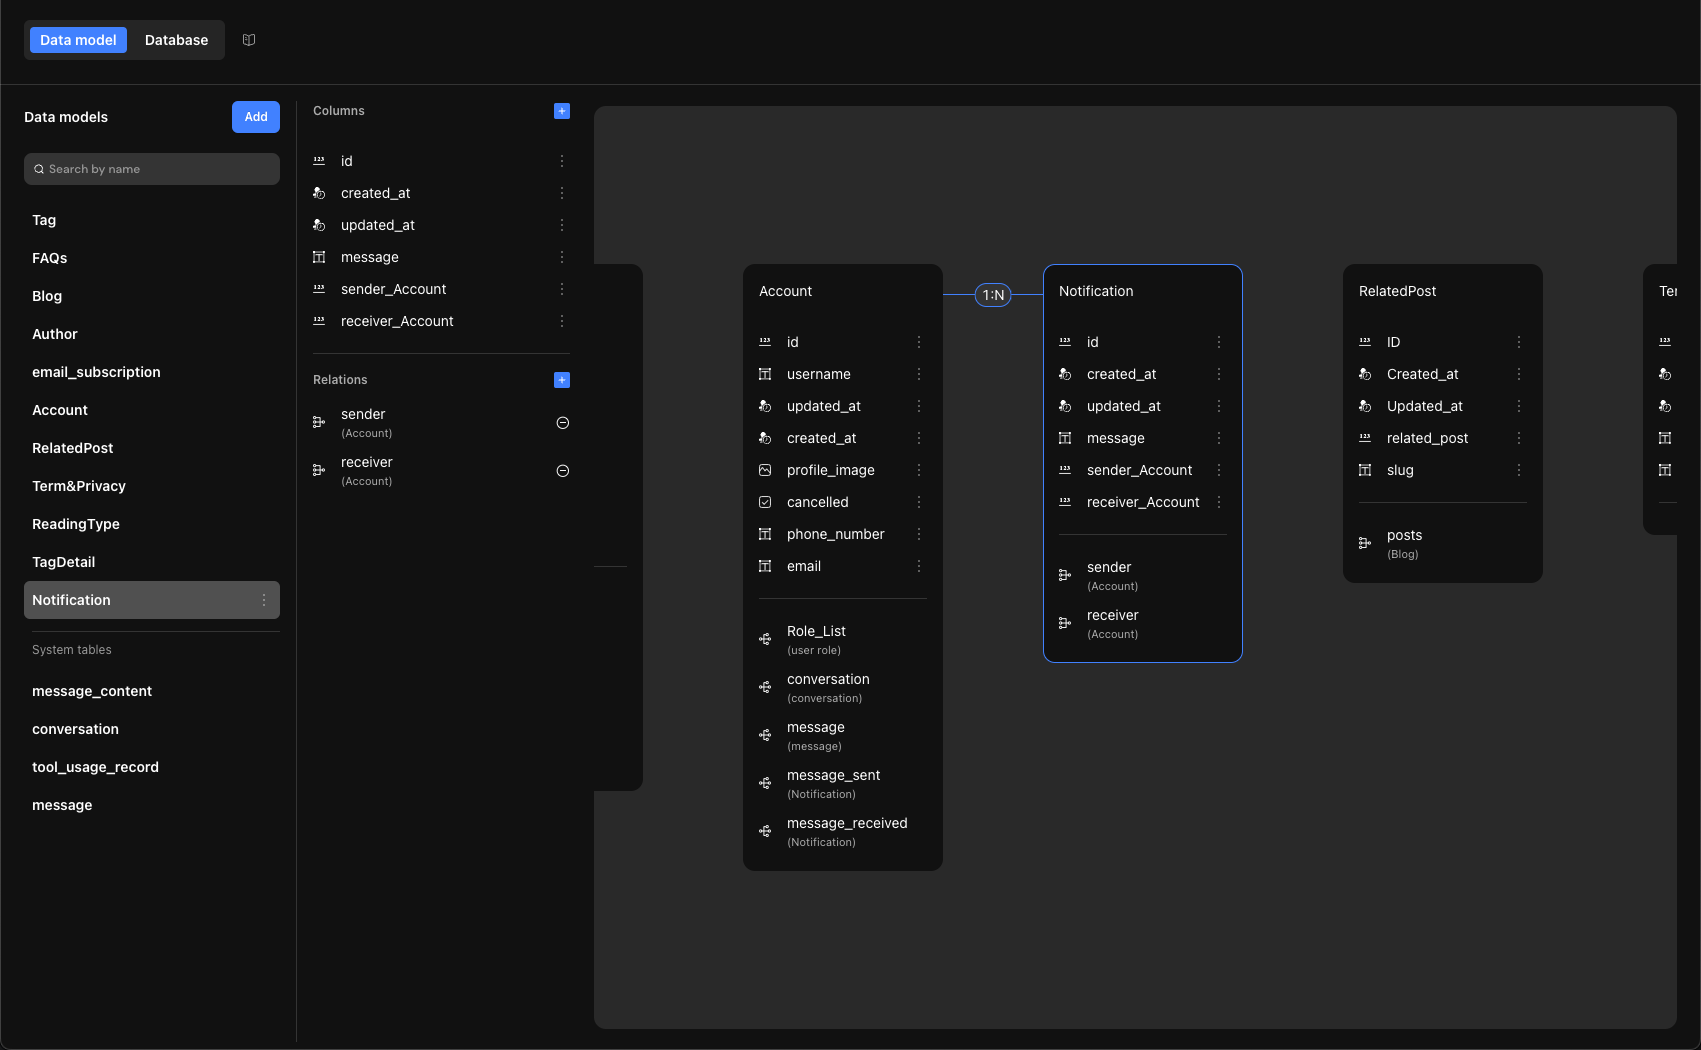 Data model
Database
Data models
Add
Search by name
Tag
FAQs
Blog
Author
email_subscription
Account
RelatedPost
Term&Privacy
ReadingType
TagDetail
Notification
System tables
message_content
conversation
tool_usage_record
message
Columns
id
created_at
updated_at
message
sender_Account
receiver_Account
Relations
sender
(Account)
receiver
(Account)
Account
id
username
updated_at
created_at
profile_image
cancelled
phone_number
email
Role_List
(user role)
conversation
(conversation)
message
(message)
message_sent
(Notification)
message_received
(Notification)
1:N
Notification
id
created_at
updated_at
message
sender_Account
receiver_Account
sender
(Account)
receiver
(Account)
RelatedPost
ID
Created_at
Updated_at
related_post
slug
posts
(Blog)
Ter